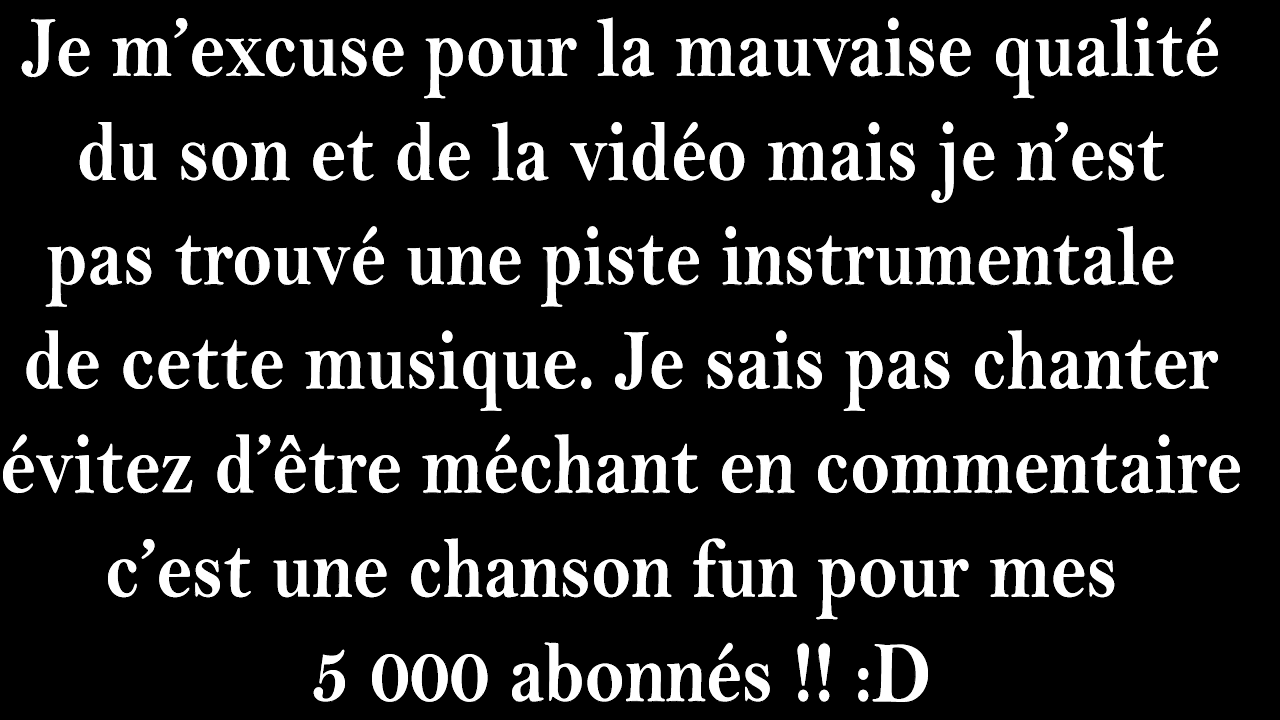 Je m’excuse pour la mauvaise qualité
du son et de la vidéo mais je n’est
pas trouvé une piste instrumentale
de cette musique. Je sais pas chanter
évitez d’être méchant en commentaire
c’est une chanson fun pour mes
5 000 abonnés !! :D